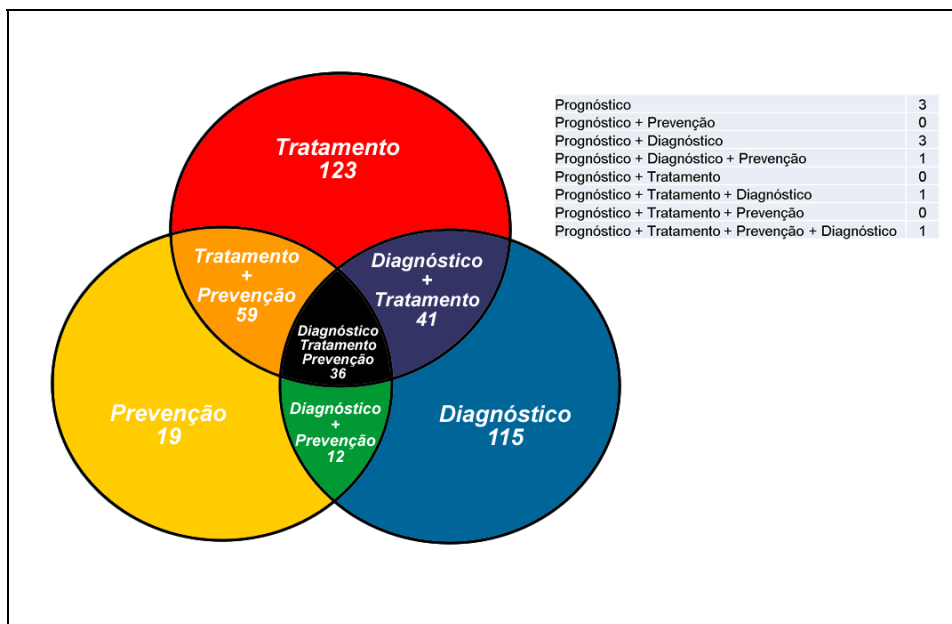 Tratamento
123
Tratamento
+
Prevenção
59
Diagnóstico
+
Tratamento
41
Diagnóstico
Tratamento
Prevenção
36
Prevenção
19
Diagnóstico
+
Prevenção
12
Diagnóstico
115
Prognóstico 3
Prognóstico + Prevenção 0
Prognóstico + Diagnóstico 3
Prognóstico + Diagnóstico + Prevenção 1
Prognóstico + Tratamento 0
Prognóstico + Tratamento + Diagnóstico 1
Prognóstico + Tratamento + Prevenção 0
Prognóstico + Tratamento + Prevenção + Diagnóstico 1